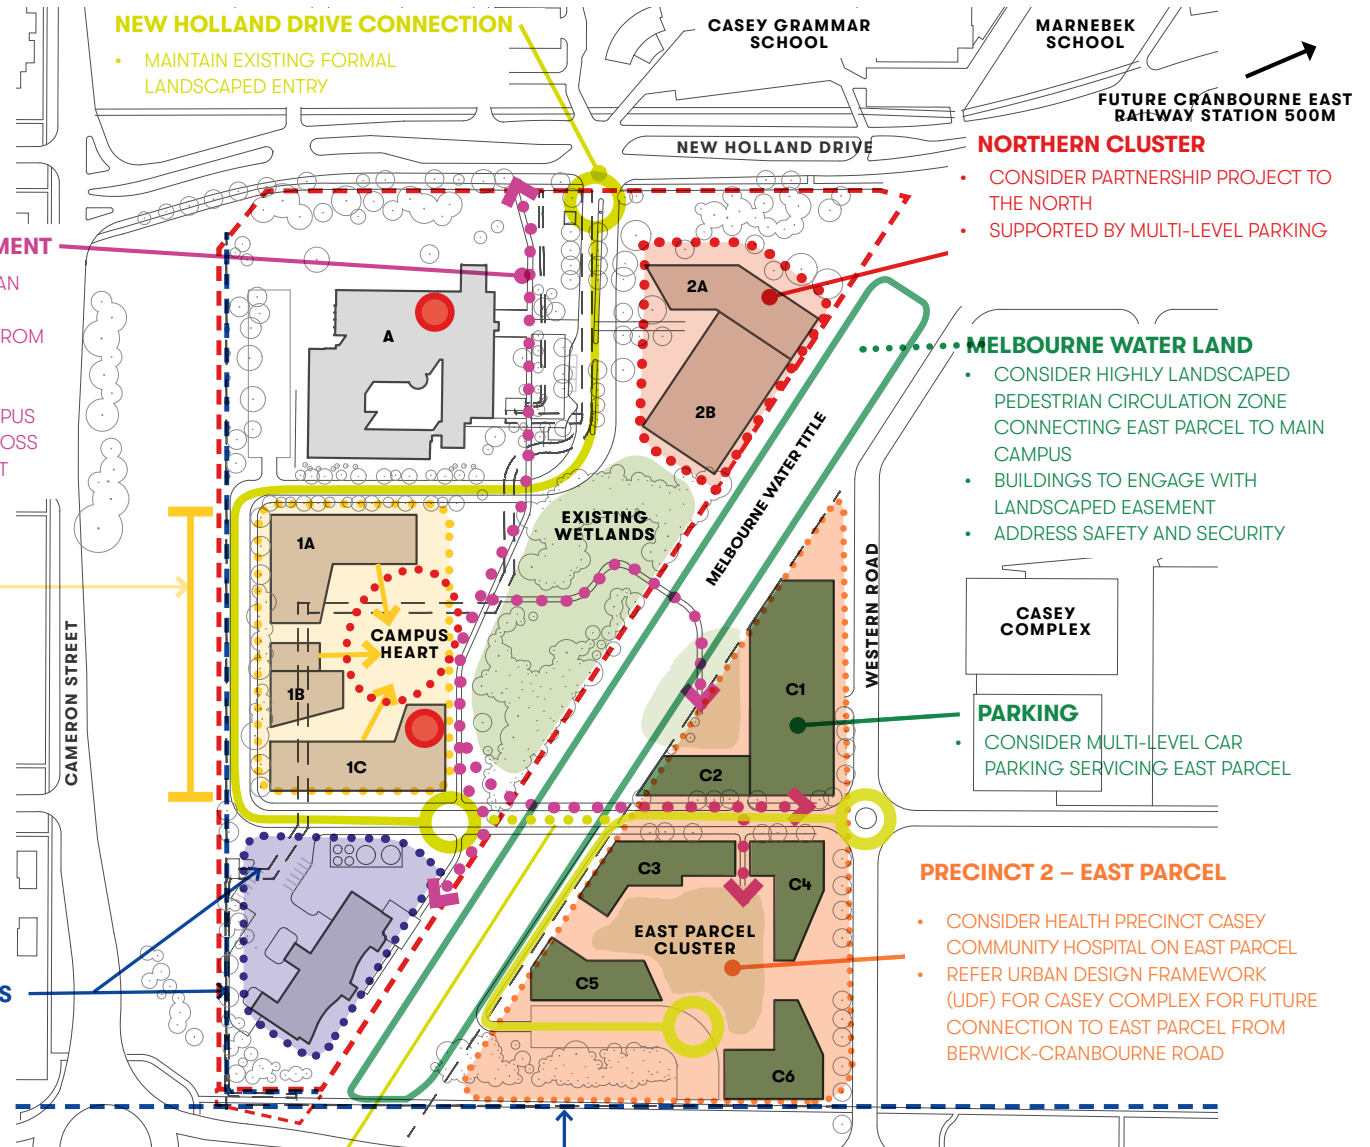 NEW HOLLAND DRIVE CONNECTION
• MAINTAIN EXISTING FORMAL
LANDSCAPED ENTRY
CASEY GRAMMAR
SCHOOL
MARNEBEK
SCHOOL
FUTURE CRANBOURNE EAST
RAILWAY STATION 500M
NEW HOLLAND DRIVE
NORTHERN CLUSTER
• CONSIDER PARTNERSHIP PROJECT TO
THE NORTH
• SUPPORTED BY MULTI-LEVEL PARKING
MENT
AN
ROM
PUS
OSS
T
A
2A
2B
MELBOURNE WATER LAND
• CONSIDER HIGHLY LANDSCAPED
PEDESTRIAN CIRCULATION ZONE
CONNECTING EAST PARCEL TO MAIN
CAMPUS
• BUILDINGS TO ENGAGE WITH
LANDSCAPED EASEMENT
• ADDRESS SAFETY AND SECURITY
MELBOURNE WATER TITLE
EXISTING
WETLANDS
1A
CAMPUS
HEART
1B
1C
CAMERON STREET
WESTERN ROAD
CASEY
COMPLEX
C1
C2
PARKING
• CONSIDER MULTI-LEVEL CAR
PARKING SERVICING EAST PARCEL
C3
C4
EAST PARCEL
CLUSTER
C5
C6
PRECINCT 2 – EAST PARCEL
• CONSIDER HEALTH PRECINCT CASEY
COMMUNITY HOSPITAL ON EAST PARCEL
• REFER URBAN DESIGN FRAMEWORK
(UDF) FOR CASEY COMPLEX FOR FUTURE
CONNECTION TO EAST PARCEL FROM
BERWICK-CRANBOURNE ROAD
S